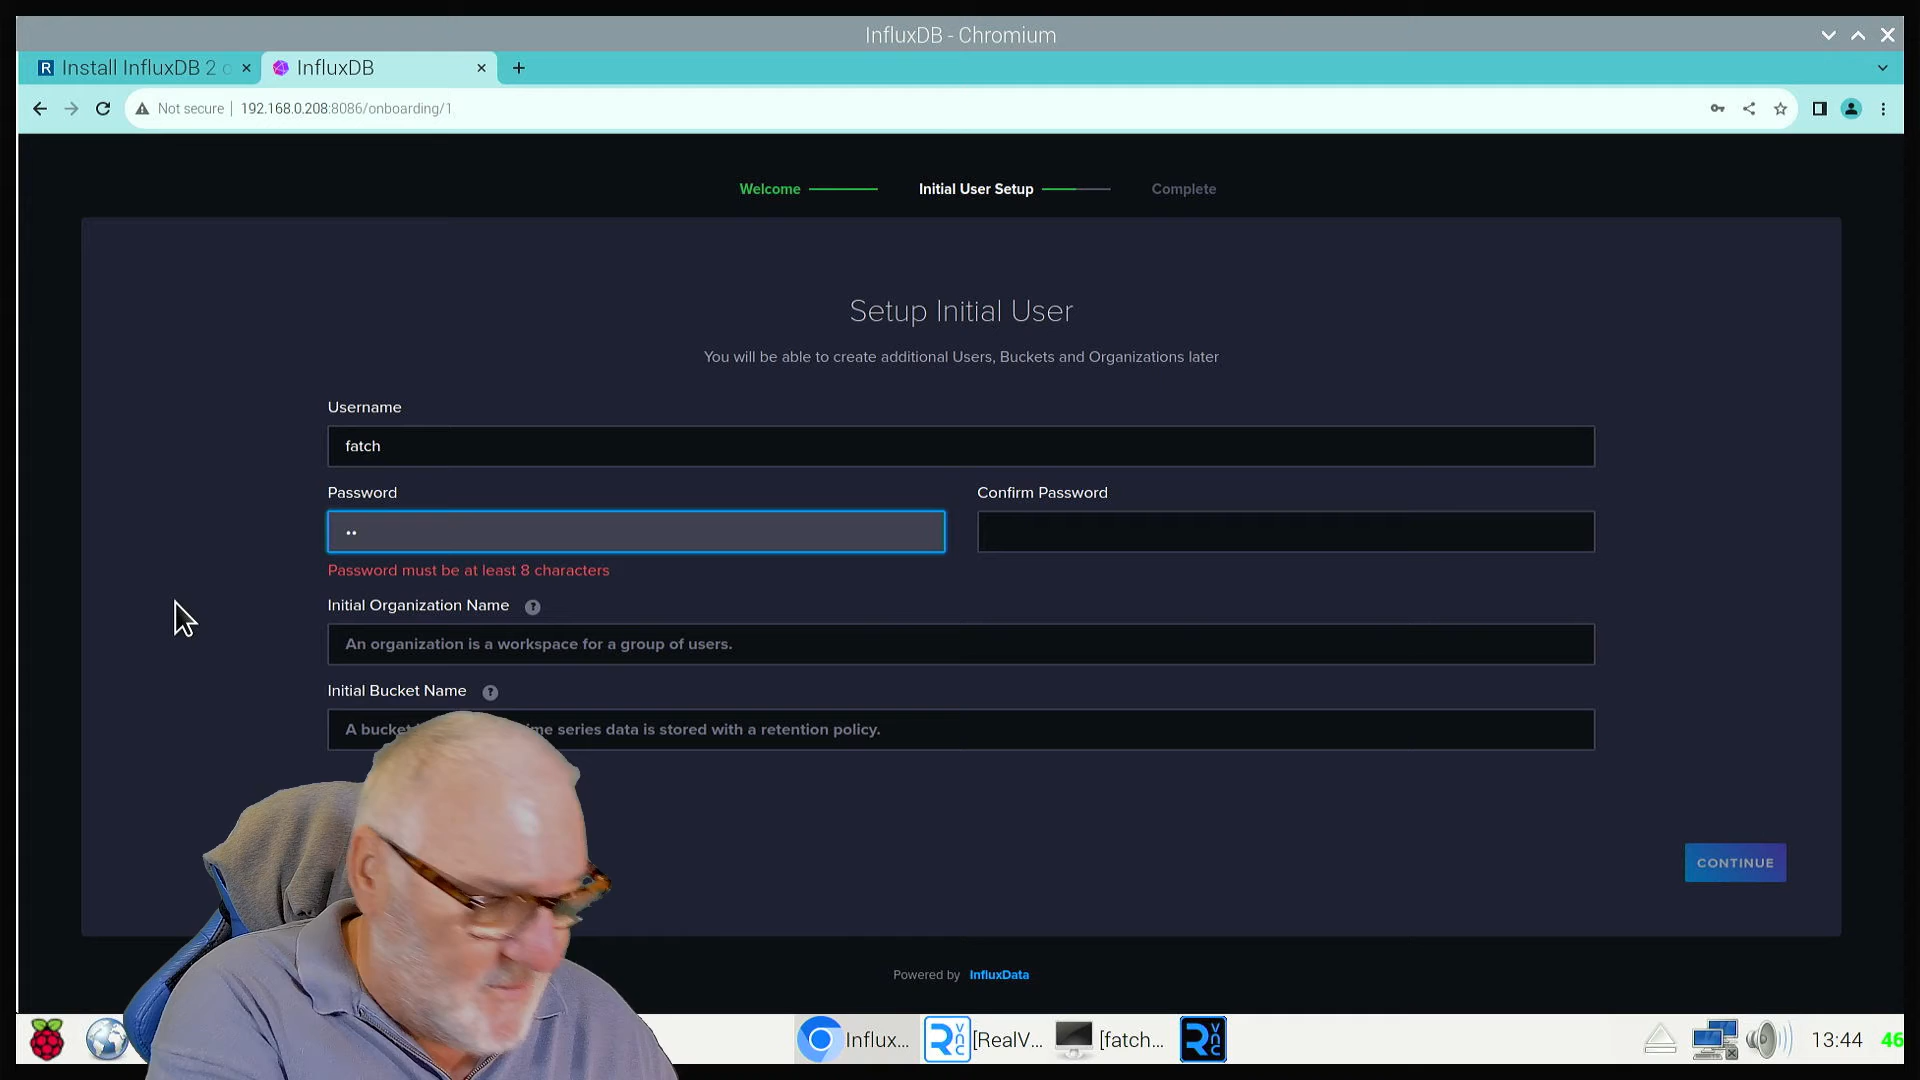 InfluxDB - Chromium
Install InfluxDB 2
InfluxDB
Not secure
192.168.0.208:8086/onboarding/1
Welcome
Initial User Setup
Complete
Setup Initial User
You will be able to create additional Users, Buckets and Organizations later
Username
fatch
Password
Confirm Password
••
Password must be at least 8 characters
Initial Organization Name ?
An organization is a workspace for a group of users.
Initial Bucket Name ?
A bucket series data is stored with a retention policy.
CONTINUE
Powered by InfluxData
Influx...
[RealV...
[fatch...
13:44
46